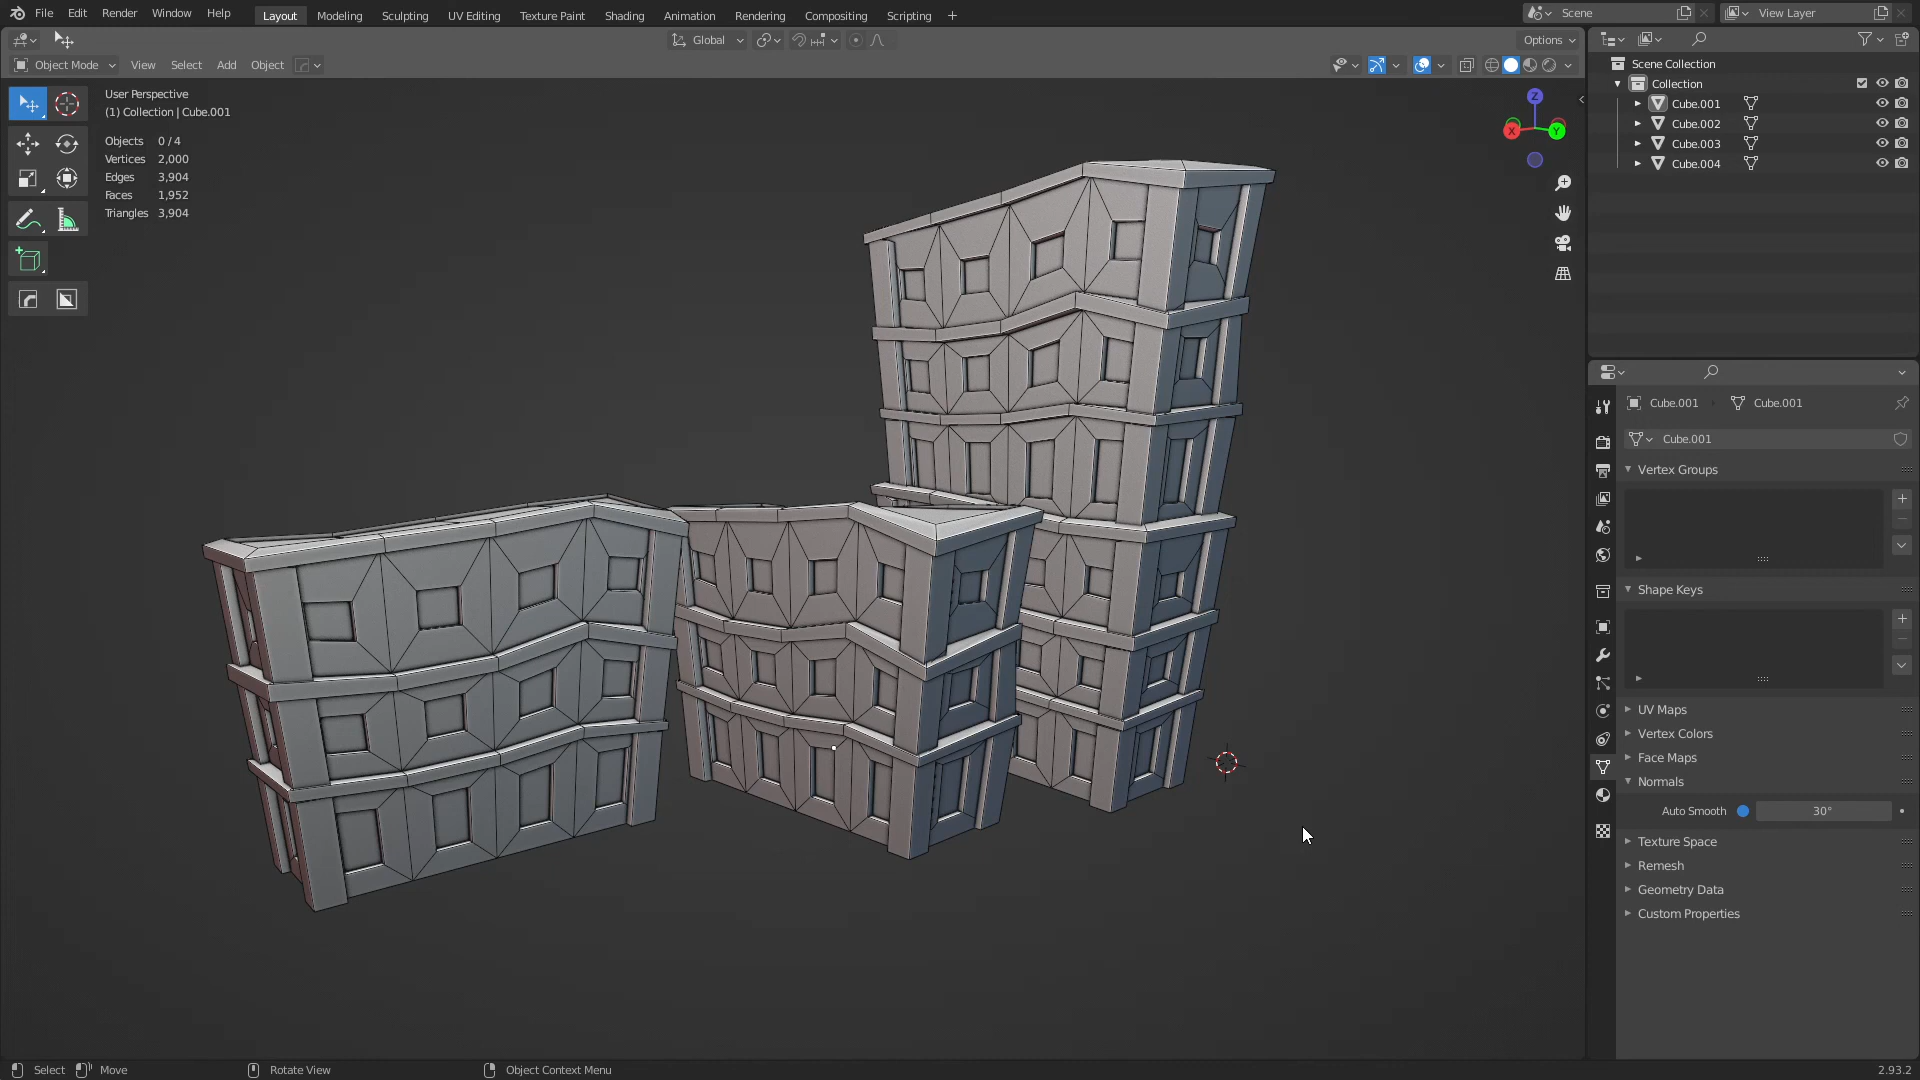 File Edit Render Window Help Layout Modeling Sculpting UV Editing Texture Paint Shading Animation Rendering Compositing Scripting + Scene View Layer
Global Options
Object Mode View Select Add Object
User Perspective
(1) Collection | Cube.001
Objects 0 / 4
Vertices 2,000
Edges 3,904
Faces 1,952
Triangles 3,904
Z
X
Y
Scene Collection
Collection
Cube.001
Cube.002
Cube.003
Cube.004
Cube.001 Cube.001
Cube.001
Vertex Groups
Shape Keys
UV Maps
Vertex Colors
Face Maps
Normals
Auto Smooth 30°
Texture Space
Remesh
Geometry Data
Custom Properties
Select Move Rotate View Object Context Menu 2.93.2